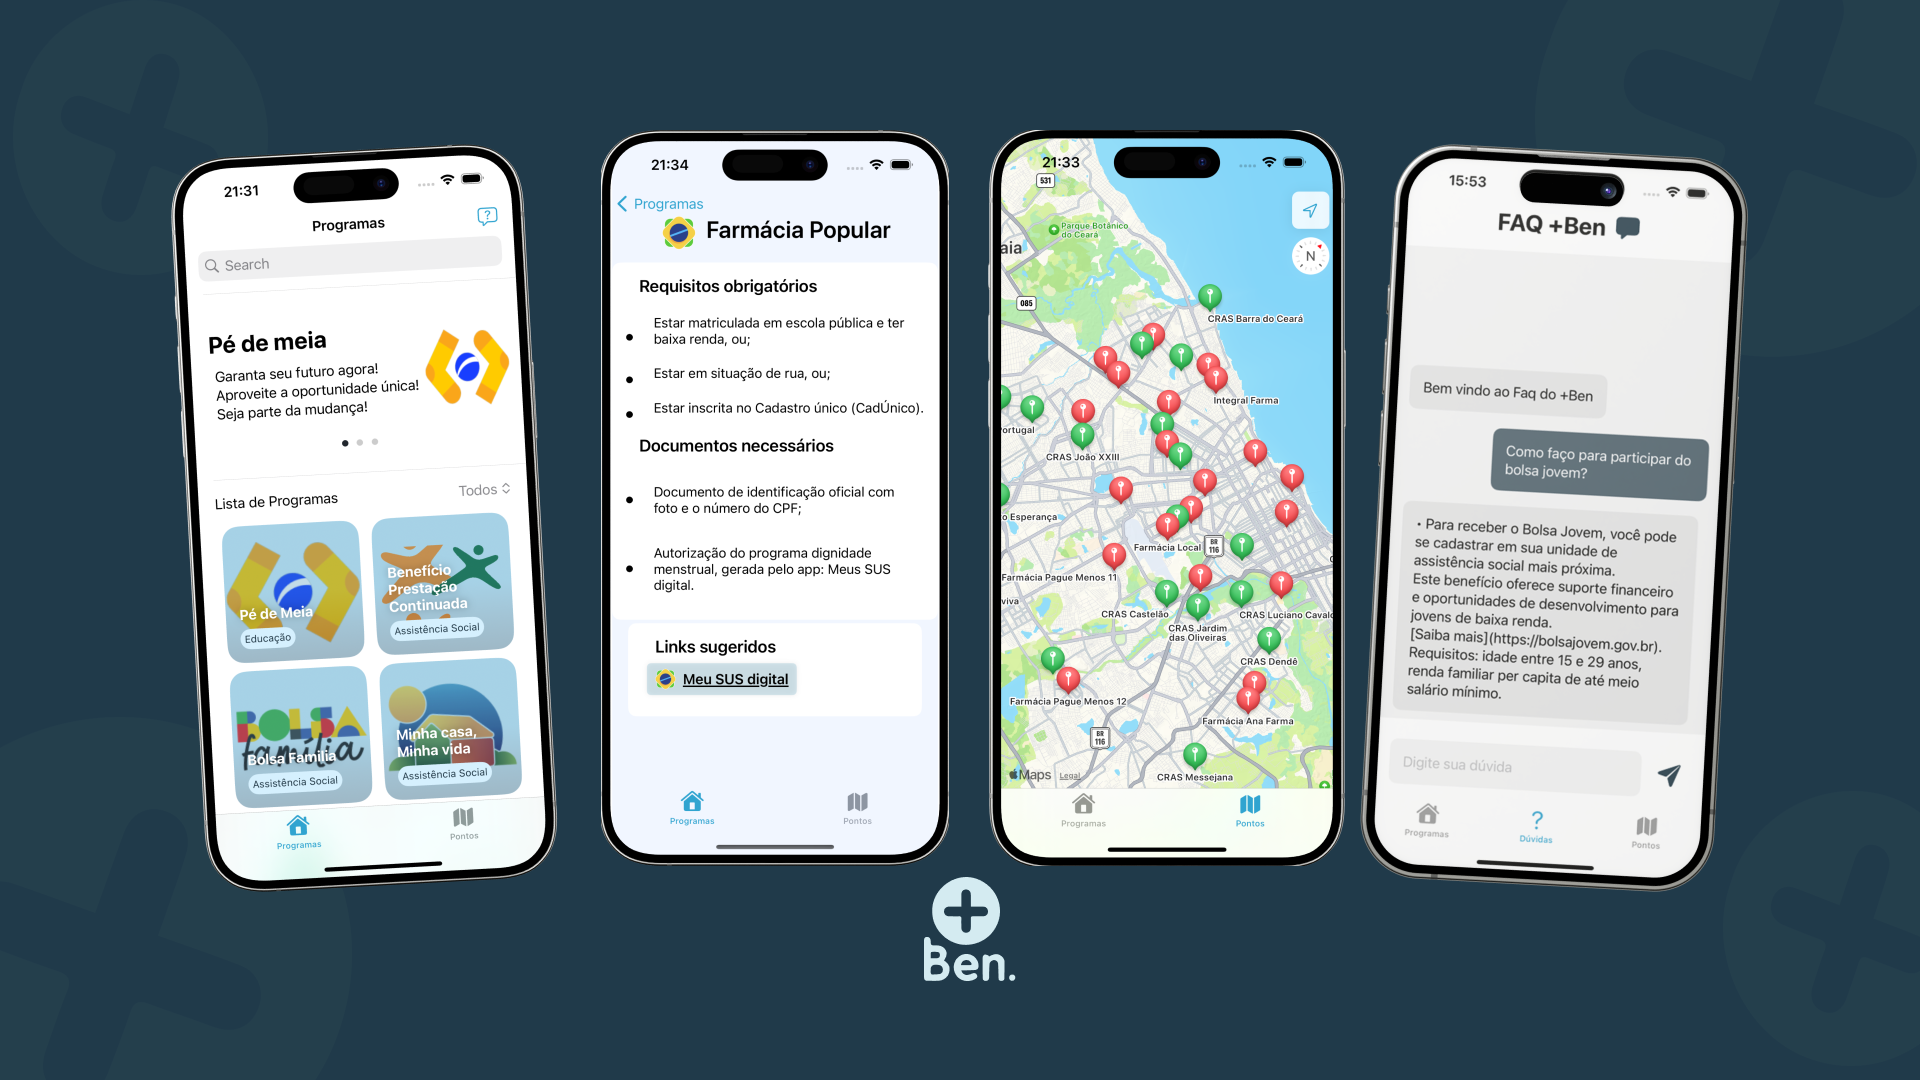 21:31
Programas
Search
Pé de meia
Garanta seu futuro agora!
Aproveite a oportunidade única!
Seja parte da mudança!
Lista de Programas
Todos
Pé de Meia
Educação
Benefício
Prestação
Continuada
Assistência Social
BOLSA
família
Bolsa Família
Assistência Social
Minha casa,
Minha vida
Assistência Social
Programas
Pontos
21:34
Programas
Farmácia Popular
Requisitos obrigatórios
Estar matriculada em escola pública e ter
baixa renda, ou;
Estar em situação de rua, ou;
Estar inscrita no Cadastro único (CadÚnico).
Documentos necessários
Documento de identificação oficial com
foto e o número do CPF;
Autorização do programa dignidade
menstrual, gerada pelo app: Meus SUS
digital.
Links sugeridos
Meu SUS digital
Programas
Pontos
21:33
531
Parque Botânico
do Ceará
aia
N
085
CRAS Barra do Ceará
Integral Farma
ortugal
CRAS João XXIII
o Esperança
Farmácia Local
BR
116
Farmácia Pague Menos 11
viva
CRAS Castelão
CRAS Luciano Caval
CRAS Jardim
das Oliveiras
CRAS Dendê
Farmácia Pague Menos 12
Farmácia Ana Farma
BR
116
CRAS Messejana
Maps
Legal
Programas
Pontos
15:53
FAQ +Ben
Bem vindo ao Faq do +Ben
Como faço para participar do
bolsa jovem?
• Para receber o Bolsa Jovem, você pode
se cadastrar em sua unidade de
assistência social mais próxima.
Este benefício oferece suporte financeiro
e oportunidades de desenvolvimento para
jovens de baixa renda.
[Saiba mais](https://bolsajovem.gov.br).
Requisitos: idade entre 15 e 29 anos,
renda familiar per capita de até meio
salário mínimo.
Digite sua dúvida
Programas
?
Dúvidas
Pontos
+
Ben.